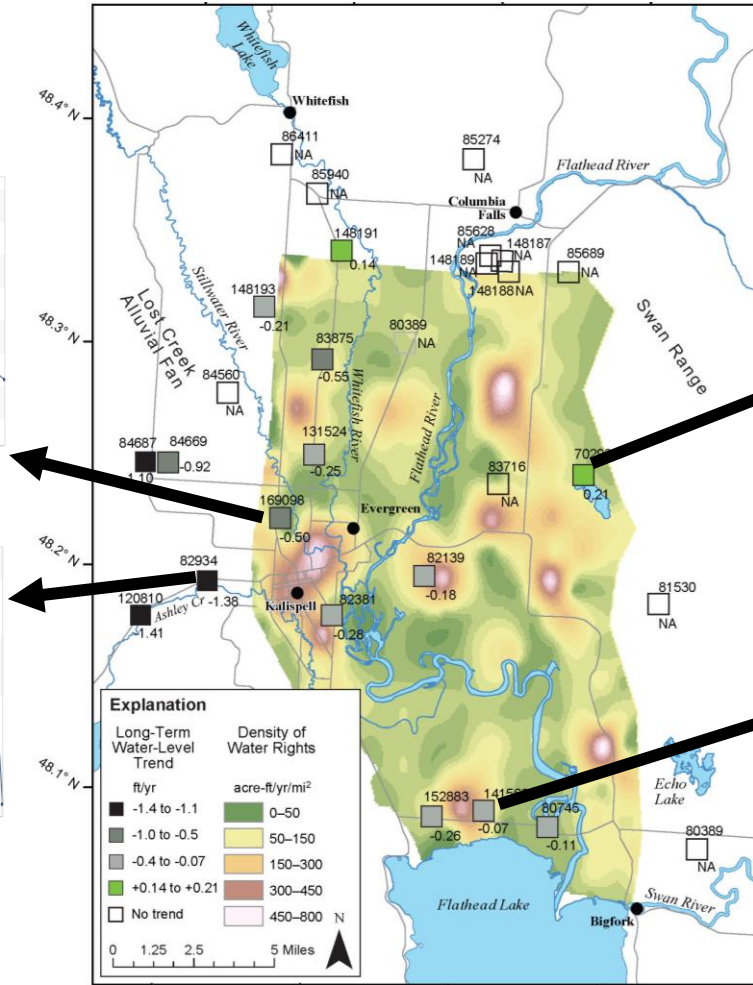 Whitefish
Lake
48.4° N
Whitefish
86411
NA
85274
NA
Flathead River
85940
NA
Columbia
Falls
148191
0.14
85628
NA
148187
148189
NA
148188 NA
85689
NA
Stillwater River
Lost Creek
Alluvial Fan
148193
-0.21
48.3° N
83875
-0.55
80389
NA
Swan Range
Whitefish River
Flathead River
84560
NA
131524
-0.25
84687
84669
-0.92
83716
NA
0.21
169098
-0.50
Evergreen
48.2° N
82934
-1.38
82139
-0.18
120810
-1.41
Ashley Cr
Kalispell
82381
-0.28
81530
NA
Explanation
Long-Term
Water-Level
Trend
ft/yr
-1.4 to -1.1
-1.0 to -0.5
-0.4 to -0.07
+0.14 to +0.21
No trend
Density of
Water Rights
acre-ft/yr/mi²
0–50
50–150
150–300
300–450
450–800
0 1.25 2.5 5 Miles
N
48.1° N
Echo
Lake
152883
-0.26
-0.07
80745
-0.11
80389
NA
Flathead Lake
Swan River
Bigfork